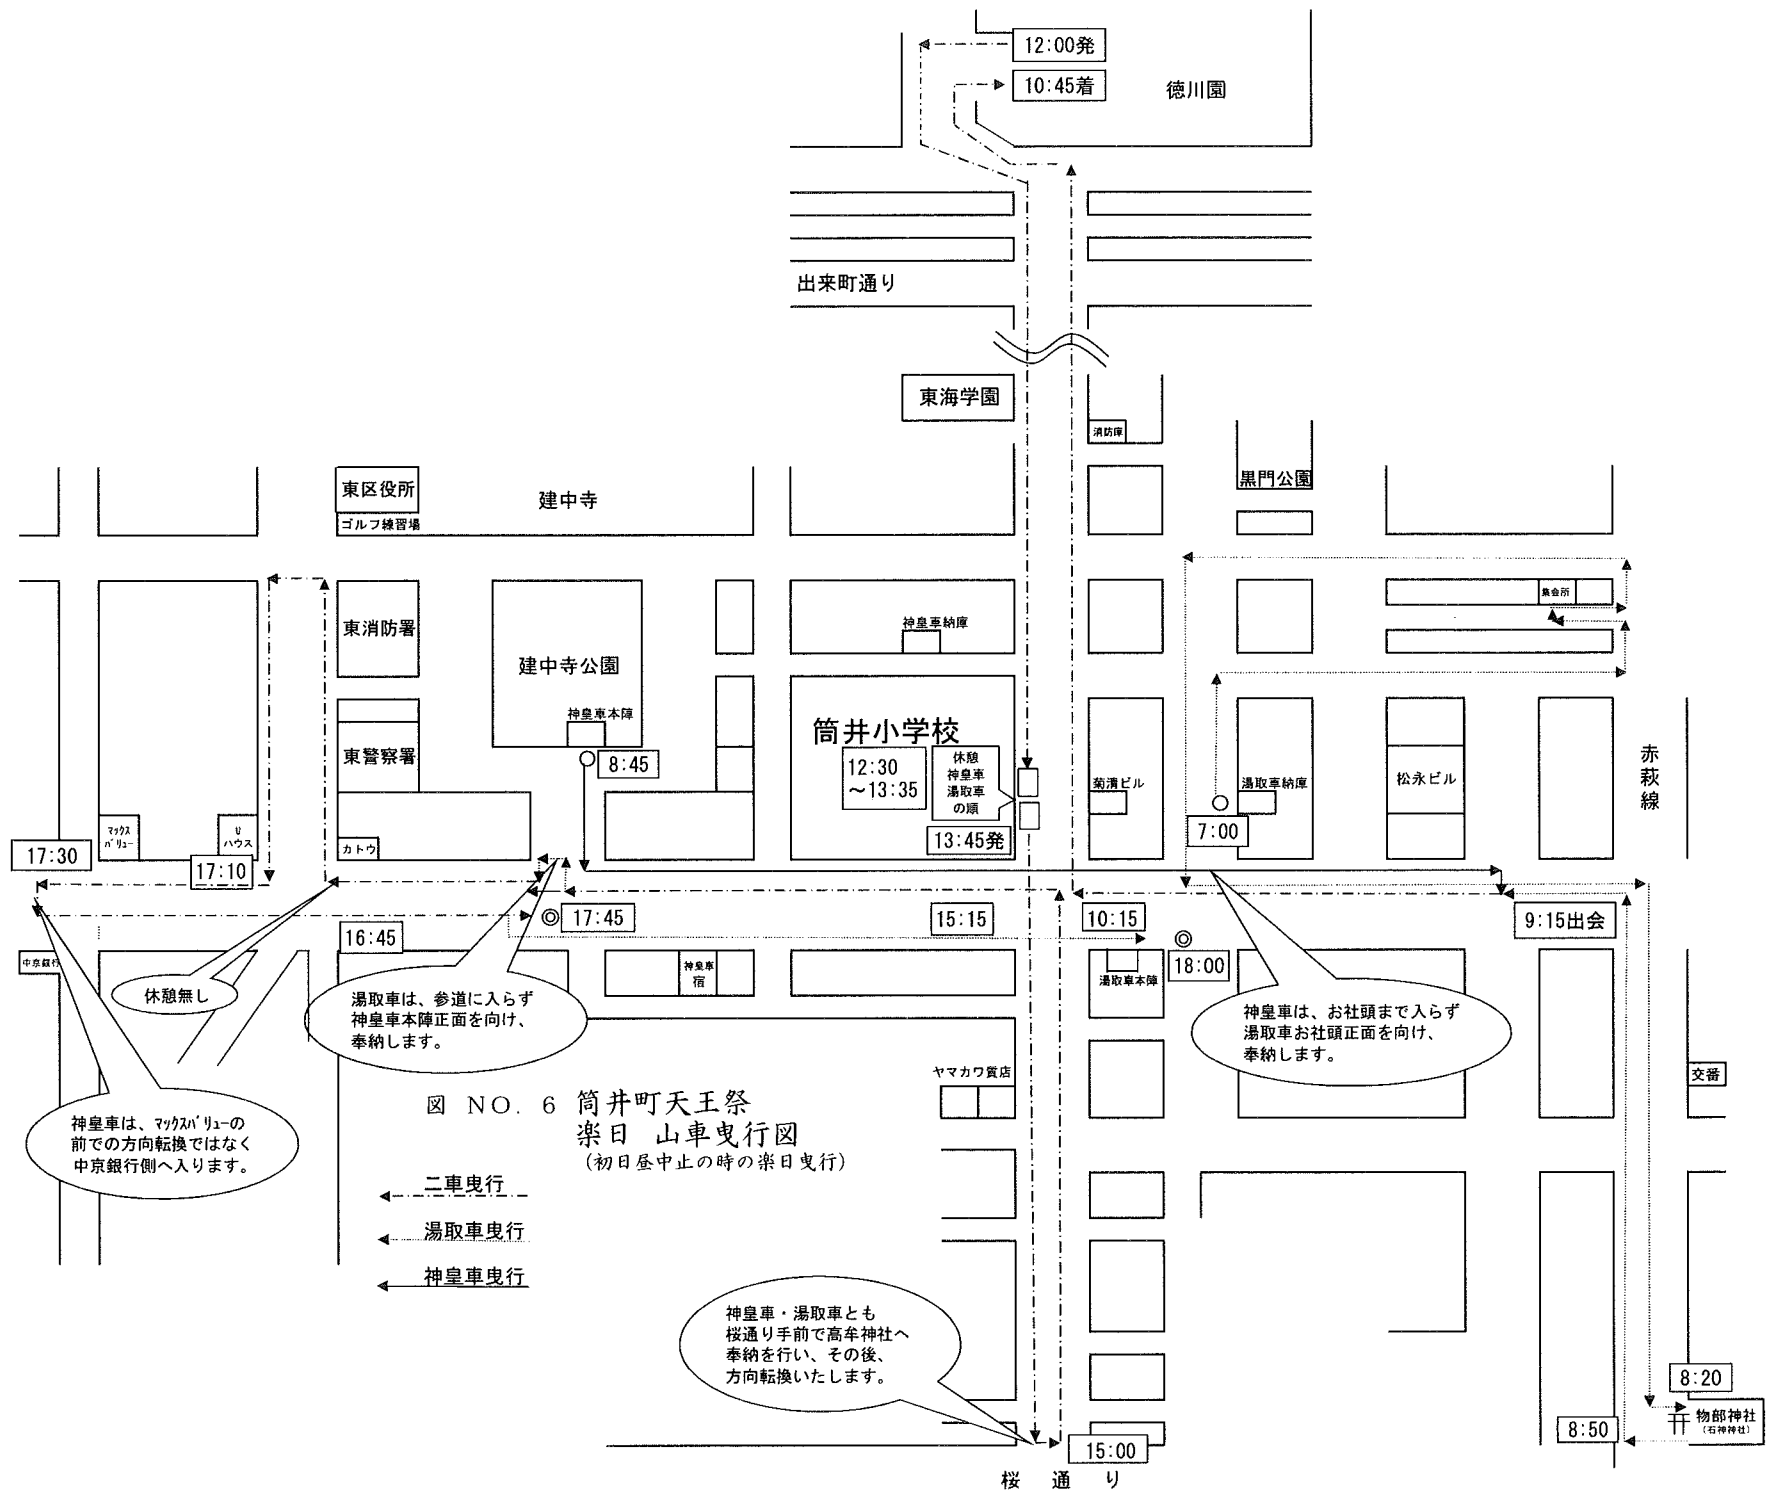 12:00発
10:45着
徳川園
出来町通り
東海学園
消防庫
黒門公園
東区役所
ゴルフ練習場
建中寺
集会所
東消防署
神皇車納庫
建中寺公園
神皇車本陣
筒井小学校
東警察署
8:45
12:30
～13:35
休憩
神皇車
湯取車
の順
菊清ビル
湯取車納庫
松永ビル
赤萩線
マックス
バリュー
U
ハウス
カトウ
13:45発
7:00
17:30
17:10
17:45
15:15
10:15
9:15出会
16:45
18:00
中京銀行
神皇車
宿
湯取車本陣
休憩無し
湯取車は、参道に入らず
神皇車本陣正面を向け、
奉納します。
神皇車は、お社頭まで入らず
湯取車お社頭正面を向け、
奉納します。
ヤマカワ質店
交番
神皇車は、マックスバリューの
前での方向転換ではなく
中京銀行側へ入ります。
図 NO. 6 筒井町天王祭
楽日 山車曳行図
(初日昼中止の時の楽日曳行)
二車曳行
湯取車曳行
神皇車曳行
神皇車・湯取車とも
桜通り手前で高牟神社へ
奉納を行い、その後、
方向転換いたします。
8:20
物部神社
(石神神社)
8:50
15:00
桜 通 り